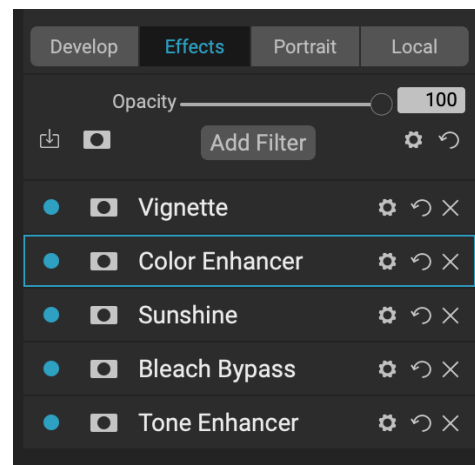 Develop Effects Portrait Local
Opacity 100
Add Filter
Vignette
Color Enhancer
Sunshine
Bleach Bypass
Tone Enhancer